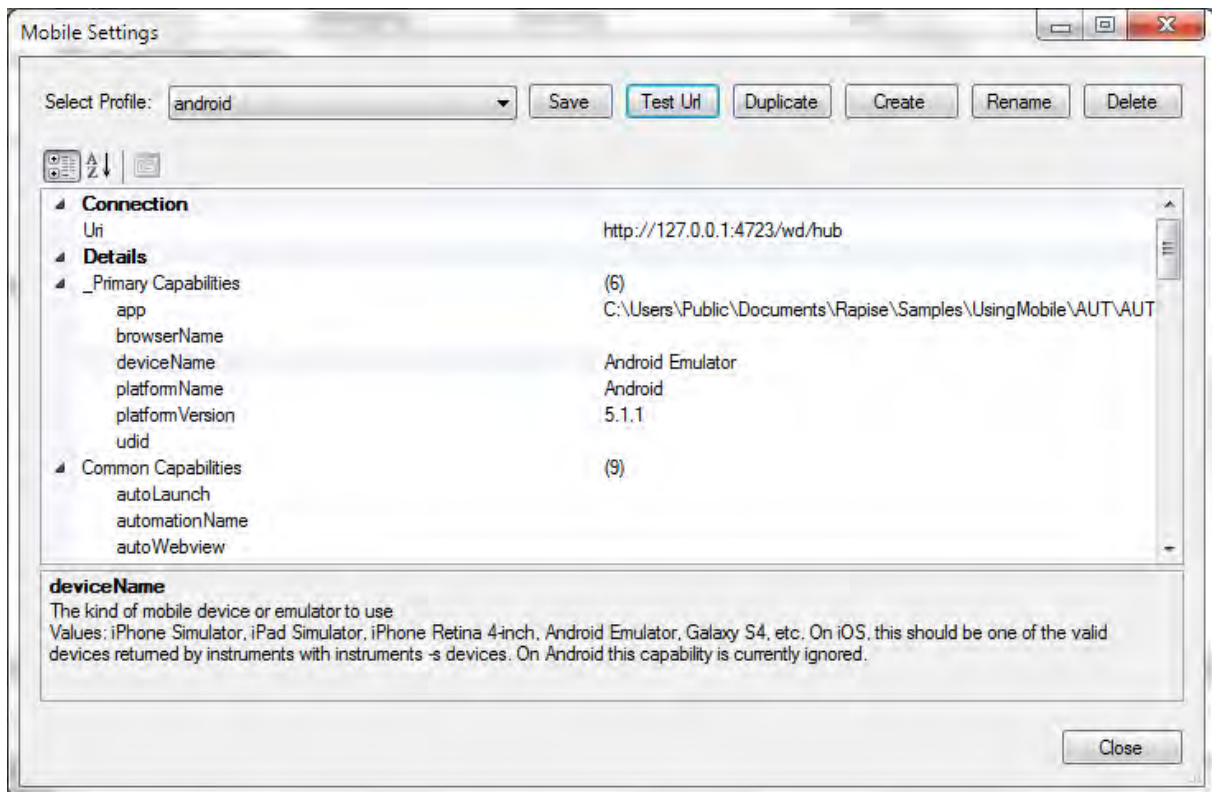 Mobile Settings
Select Profile: android Save Test Url Duplicate Create Rename Delete
Connection
Uri http://127.0.0.1:4723/wd/hub
Details
_Primary Capabilities (6)
app C:\Users\Public\Documents\Rapise\Samples\UsingMobile\AUT\AUT
browserName
deviceName Android Emulator
platformName Android
platformVersion 5.1.1
udid
Common Capabilities (9)
autoLaunch
automationName
autoWebview
deviceName
The kind of mobile device or emulator to use
Values: iPhone Simulator, iPad Simulator, iPhone Retina 4-inch, Android Emulator, Galaxy S4, etc. On iOS, this should be one of the valid
devices returned by instruments with instruments -s devices. On Android this capability is currently ignored.
Close